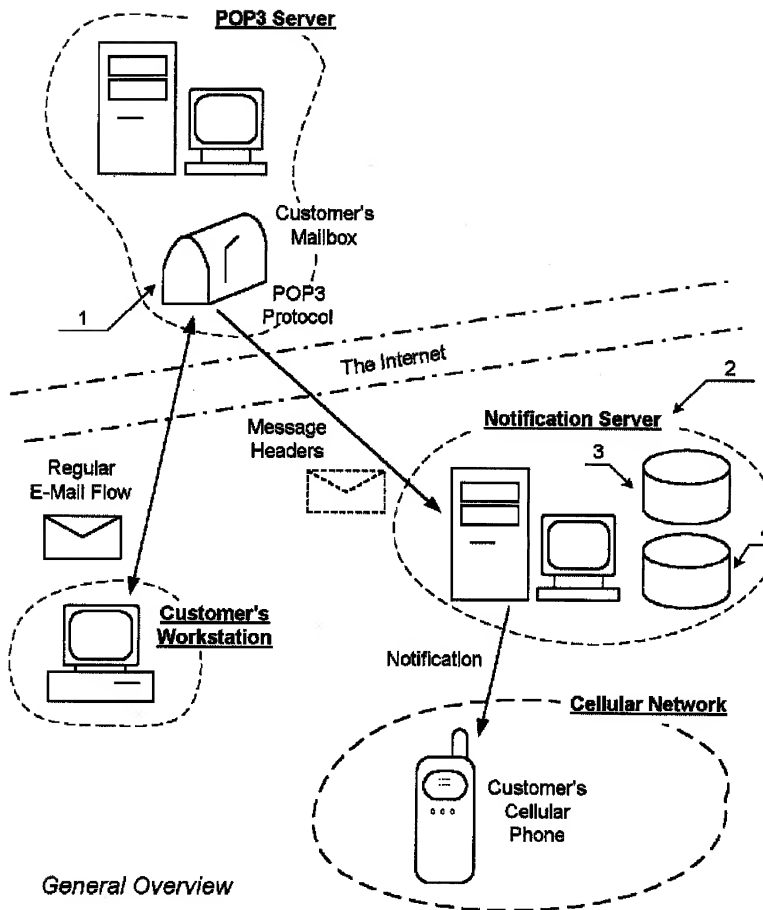 POP3 Server
Customer's
Mailbox
POP3
Protocol
1
The Internet
2
Notification Server
Message
Headers
3
Regular
E-Mail Flow
Customer's
Workstation
Notification
Cellular Network
Customer's
Cellular
Phone
General Overview